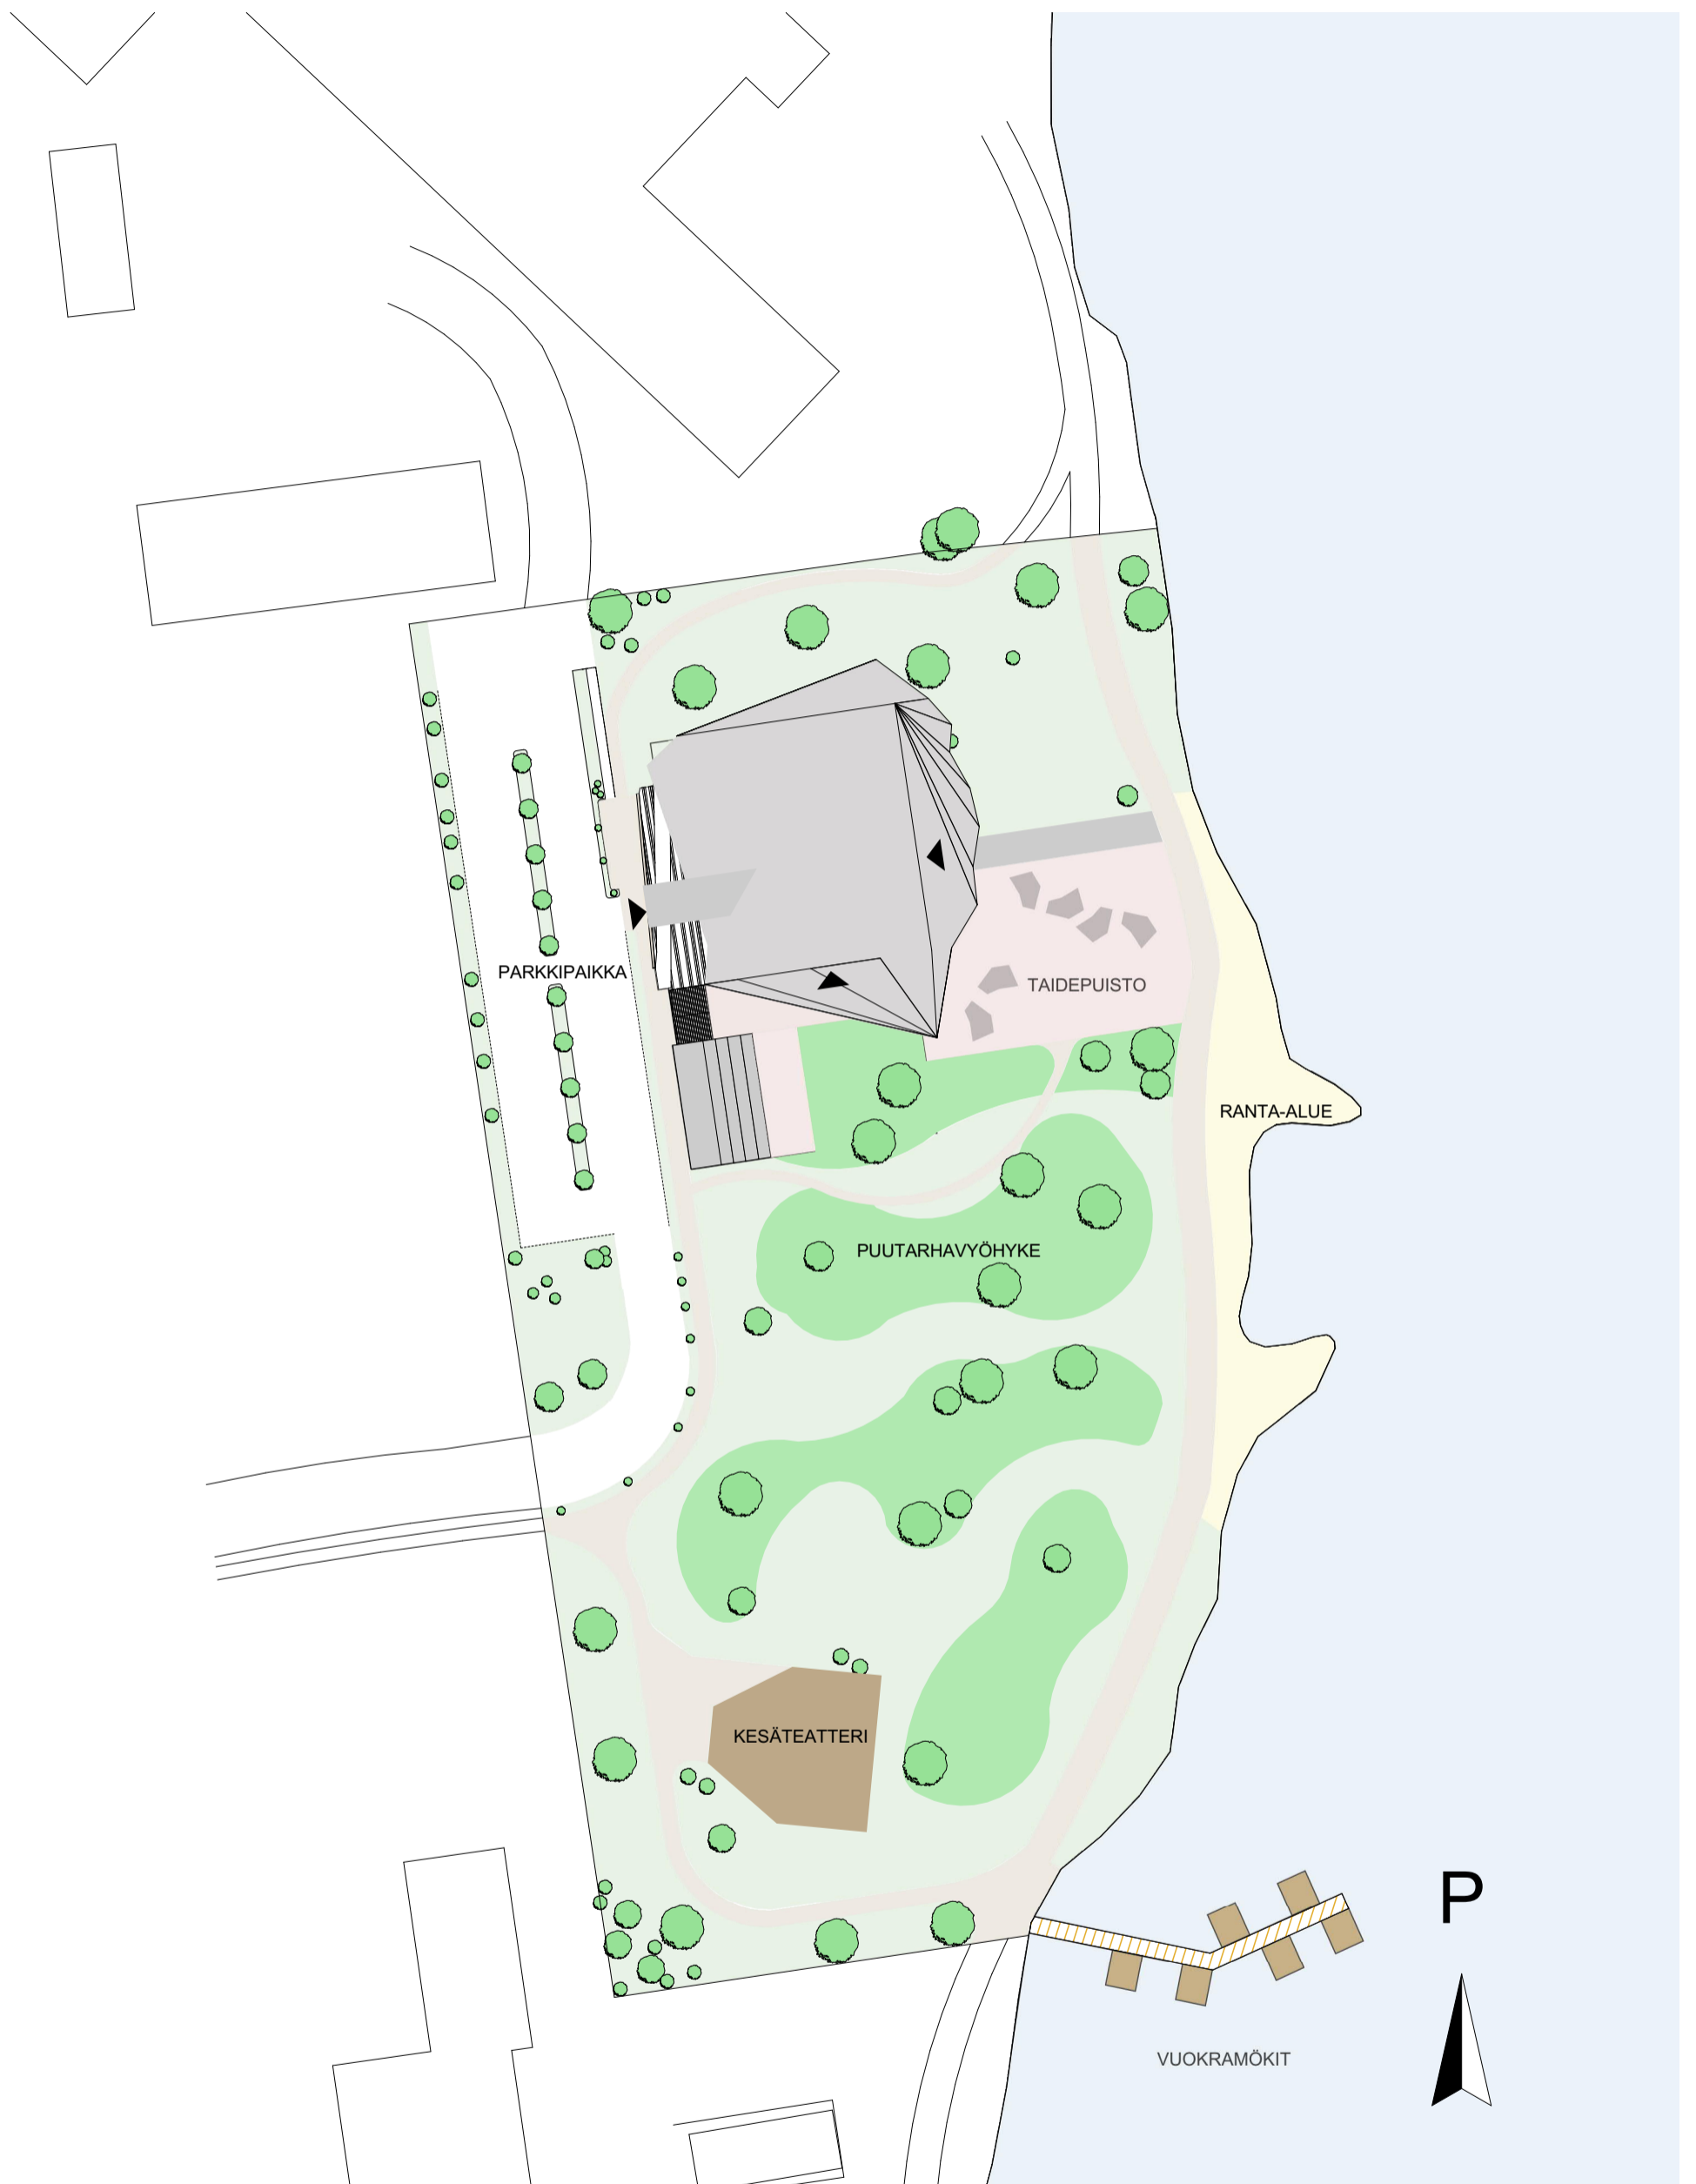 PARKKIPAIKKA
TAIDEPUISTO
RANTA-ALUE
PUUTARHAVYÖHYKE
KESÄTEATTERI
P
VUOKRAMÖKIT